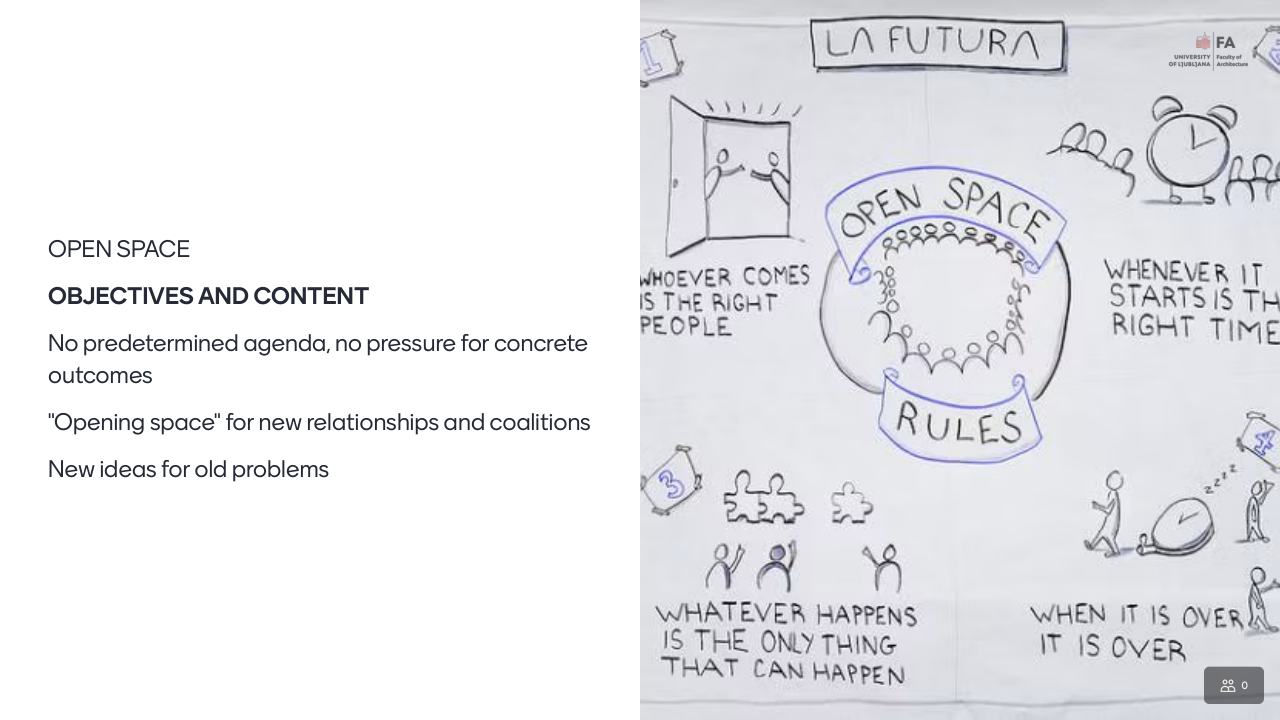 OPEN SPACE
OBJECTIVES AND CONTENT
No predetermined agenda, no pressure for concrete
outcomes
"Opening space" for new relationships and coalitions
New ideas for old problems
LA FUTURA
FA
UNIVERSITY
OF LJUBLJANA
Faculty of
Architecture
1
OPEN SPACE
RULES
WHOEVER COMES
IS THE RIGHT
PEOPLE
WHENEVER IT
STARTS IS TH
RIGHT TIME
3
WHATEVER HAPPENS
IS THE ONLY THING
THAT CAN HAPPEN
4
zzzz
WHEN IT IS OVER
IT IS OVER
0